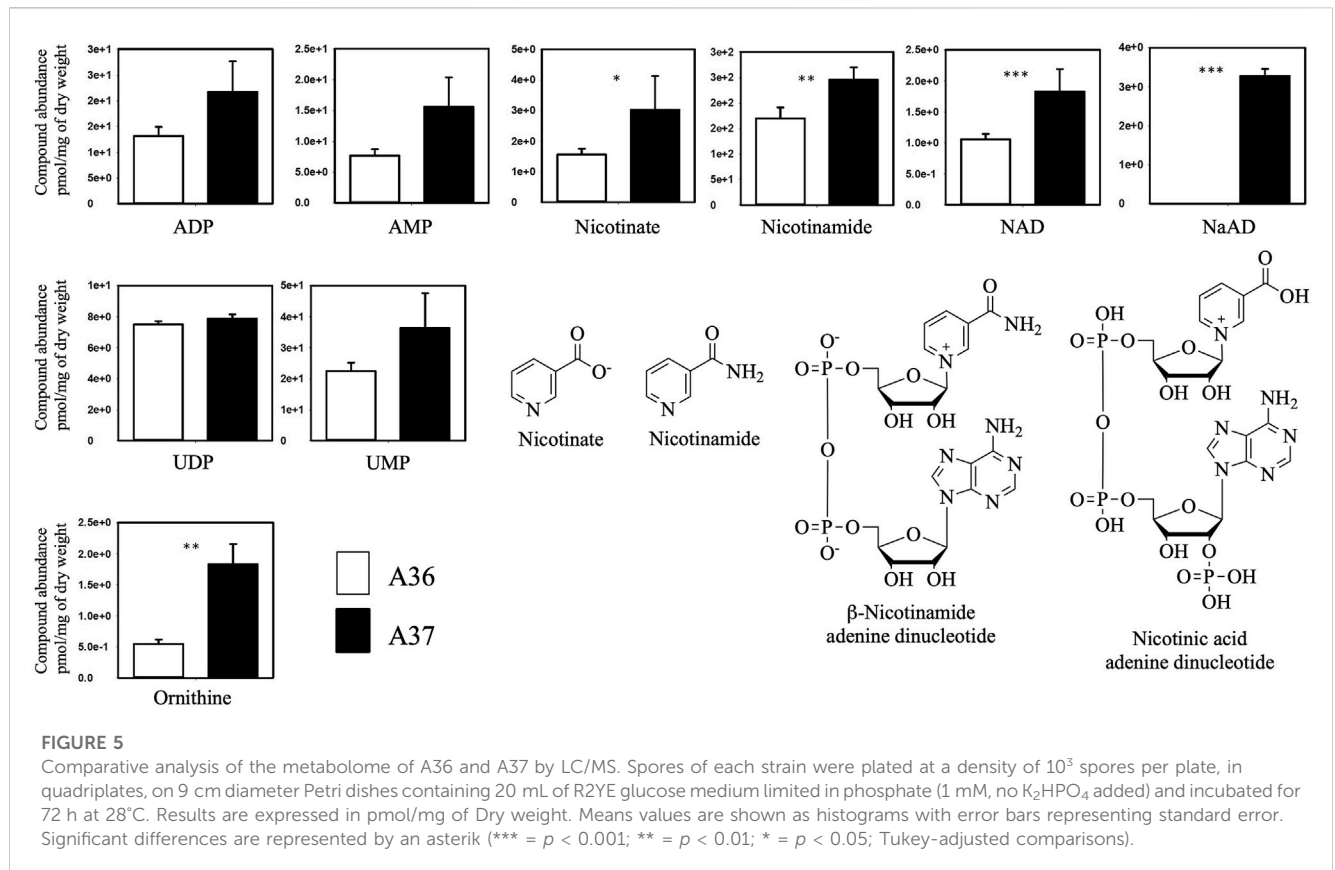 Compound abundance
pmol/mg of dry weight
3e+1
3e+1
2e+1
2e+1
1e+1
5e+0
0
ADP
2.5e+1
2.0e+1
1.5e+1
1.0e+1
5.0e+0
0.0
AMP
5e+0
4e+0
3e+0
2e+0
1e+0
0
*
Nicotinate
3e+2
3e+2
2e+2
2e+2
1e+2
5e+1
0
**
Nicotinamide
2.5e+0
2.0e+0
1.5e+0
1.0e+0
5.0e-1
0.0
***
NAD
4e+0
3e+0
2e+0
1e+0
0
***
NaAD
Compound abundance
pmol/mg of dry weight
1e+1
8e+0
6e+0
4e+0
2e+0
0
UDP
5e+1
4e+1
3e+1
2e+1
1e+1
0
UMP
O
O-
N
Nicotinate
O
NH2
N
Nicotinamide
O
NH2
N
+
O-
O=P-O
O
OH OH
O
NH2
N
N
N
N
O=P-O
O-
O
OH OH
β-Nicotinamide
adenine dinucleotide
O
OH
N
+
OH
O=P-O
O
OH OH
O
NH2
N
N
N
N
O=P-O
OH
O
OH O
O=P-OH
OH
Nicotinic acid
adenine dinucleotide
Compound abundance
pmol/mg of dry weight
2.5e+0
2.0e+0
1.5e+0
1.0e+0
5.0e-1
0.0
**
Ornithine
A36
A37
FIGURE 5
Comparative analysis of the metabolome of A36 and A37 by LC/MS. Spores of each strain were plated at a density of 10³ spores per plate, in
quadriplates, on 9 cm diameter Petri dishes containing 20 mL of R2YE glucose medium limited in phosphate (1 mM, no K₂HPO₄ added) and incubated for
72 h at 28°C. Results are expressed in pmol/mg of Dry weight. Means values are shown as histograms with error bars representing standard error.
Significant differences are represented by an asterik (*** = p < 0.001; ** = p < 0.01; * = p < 0.05; Tukey-adjusted comparisons).